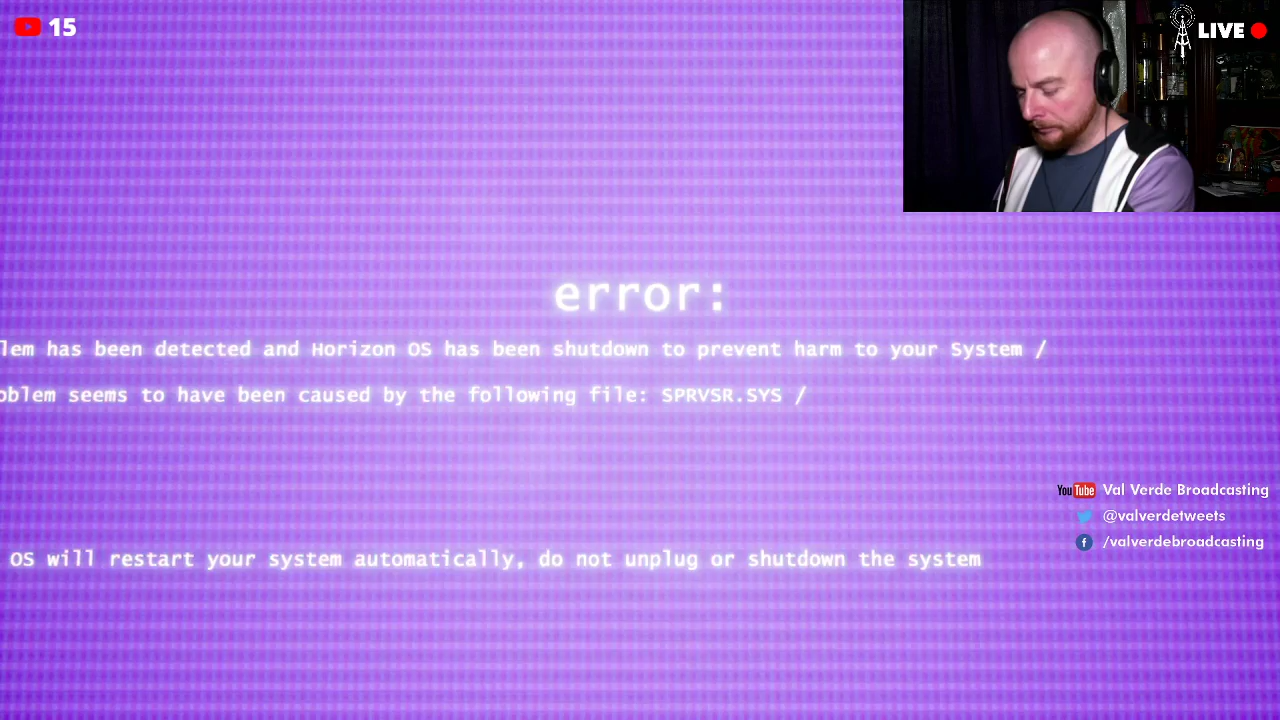 15
LIVE
error:
lem has been detected and Horizon OS has been shutdown to prevent harm to your System /
oblem seems to have been caused by the following file: SPRVSR.SYS /
YouTube Val Verde Broadcasting
@valverdetweets
/valverdebroadcasting
OS will restart your system automatically, do not unplug or shutdown the system